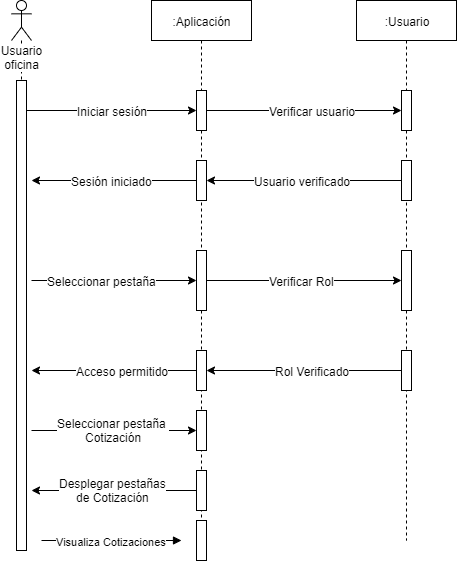 :Aplicación
:Usuario
Usuario
oficina
Iniciar sesión
Verificar usuario
Sesión iniciado
Usuario verificado
Seleccionar pestaña
Verificar Rol
Acceso permitido
Rol Verificado
Seleccionar pestaña
Cotización
Desplegar pestañas
de Cotización
Visualiza Cotizaciones